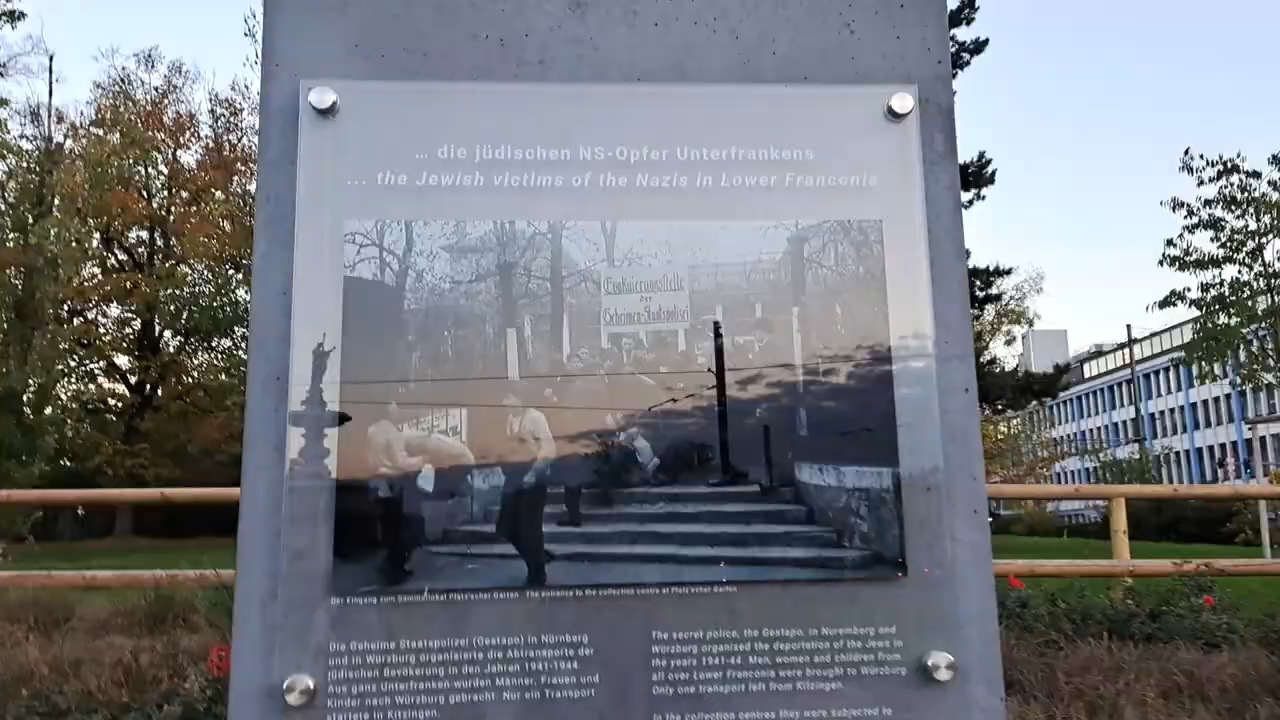 ... die jüdischen NS-Opfer Unterfrankens
... the Jewish victims of the Nazis in Lower Franconia
Evakuierungsstelle
der
Geheimen-Staatspolizei
Der Eingang zum Sammellokal Platz'scher Garten The entrance to the collection centre at Platz'scher Garten
Die Geheime Staatspolizei (Gestapo) in Nürnberg
und in Würzburg organisierte die Abtransporte der
jüdischen Bevölkerung in den Jahren 1941-1944.
Aus ganz Unterfranken wurden Männer, Frauen und
Kinder nach Würzburg gebracht. Nur ein Transport
startete in Kitzingen.
The secret police, the Gestapo, in Nuremberg and
Würzburg organized the deportation of the Jews in
the years 1941-44. Men, women and children from
all over Lower Franconia were brought to Würzburg.
Only one transport left from Kitzingen.
In the collection centres they were subjected to